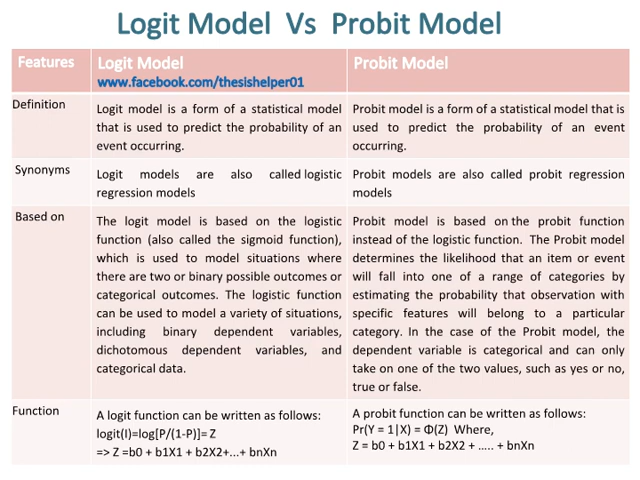 Logit Model Vs Probit Model
Features
Logit Model
www.facebook.com/thesishelper01
Probit Model
Definition
Logit model is a form of a statistical model
that is used to predict the probability of an
event occurring.
Probit model is a form of a statistical model that is
used to predict the probability of an event
occurring.
Synonyms
Logit models are also called logistic
regression models
Probit models are also called probit regression
models
Based on
The logit model is based on the logistic
function (also called the sigmoid function),
which is used to model situations where
there are two or binary possible outcomes or
categorical outcomes. The logistic function
can be used to model a variety of situations,
including binary dependent variables,
dichotomous dependent variables, and
categorical data.
Probit model is based on the probit function
instead of the logistic function. The Probit model
determines the likelihood that an item or event
will fall into one of a range of categories by
estimating the probability that observation with
specific features will belong to a particular
category. In the case of the Probit model, the
dependent variable is categorical and can only
take on one of the two values, such as yes or no,
true or false.
Function
A logit function can be written as follows:
logit(I)=log[P/(1-P)]= Z
=> Z =b0 + b1X1 + b2X2+...+ bnXn
A probit function can be written as follows:
Pr(Y = 1|X) = Φ(Z) Where,
Z = b0 + b1X1 + b2X2 + ….. + bnXn